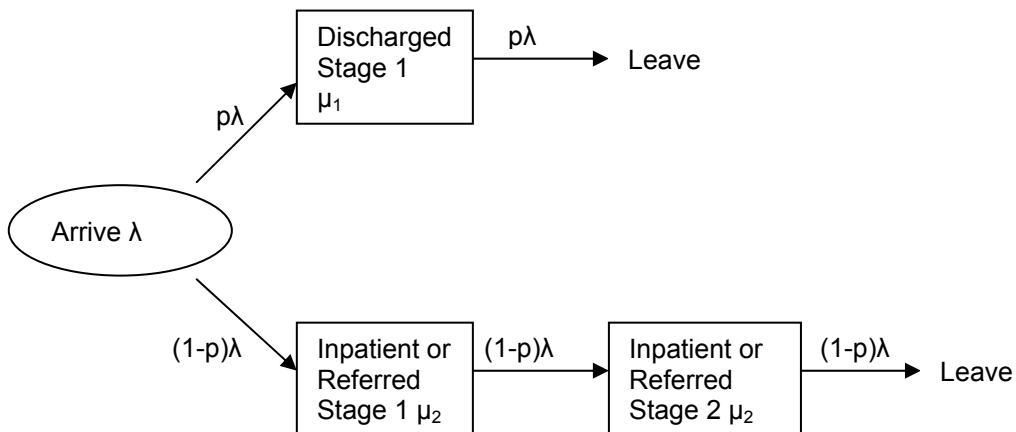 Discharged
Stage 1
μ₁
pλ
Leave
pλ
Arrive λ
(1-p)λ
Inpatient or
Referred
Stage 1 μ₂
(1-p)λ
Inpatient or
Referred
Stage 2 μ₂
(1-p)λ
Leave